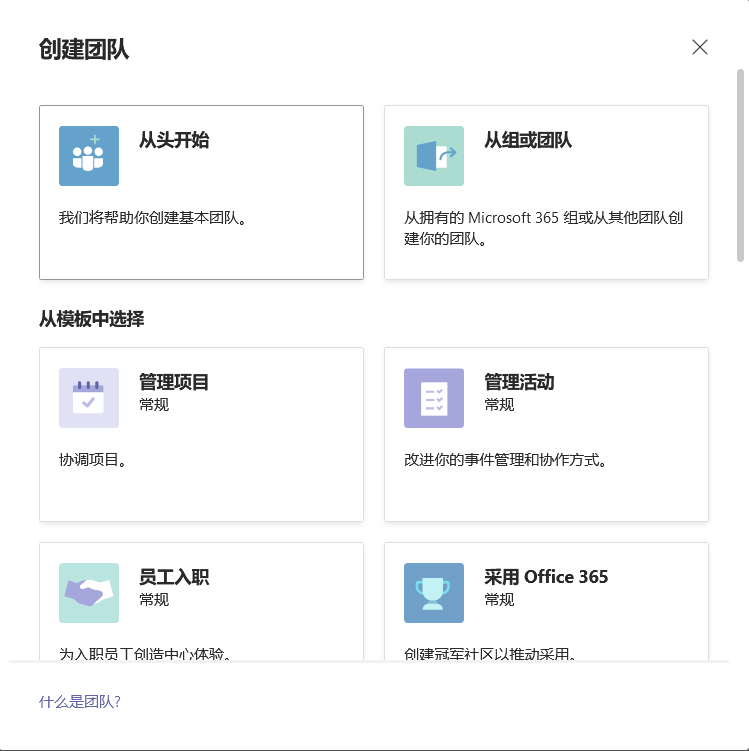 创建团队
从头开始
我们将帮助你创建基本团队。
从组或团队
从拥有的 Microsoft 365 组或从其他团队创
建你的团队。
从模板中选择
管理项目
常规
协调项目。
管理活动
常规
改进你的事件管理和协作方式。
员工入职
常规
为入职员工创造中心体验。
采用 Office 365
常规
创建冠军社区以推动采用。
什么是团队?